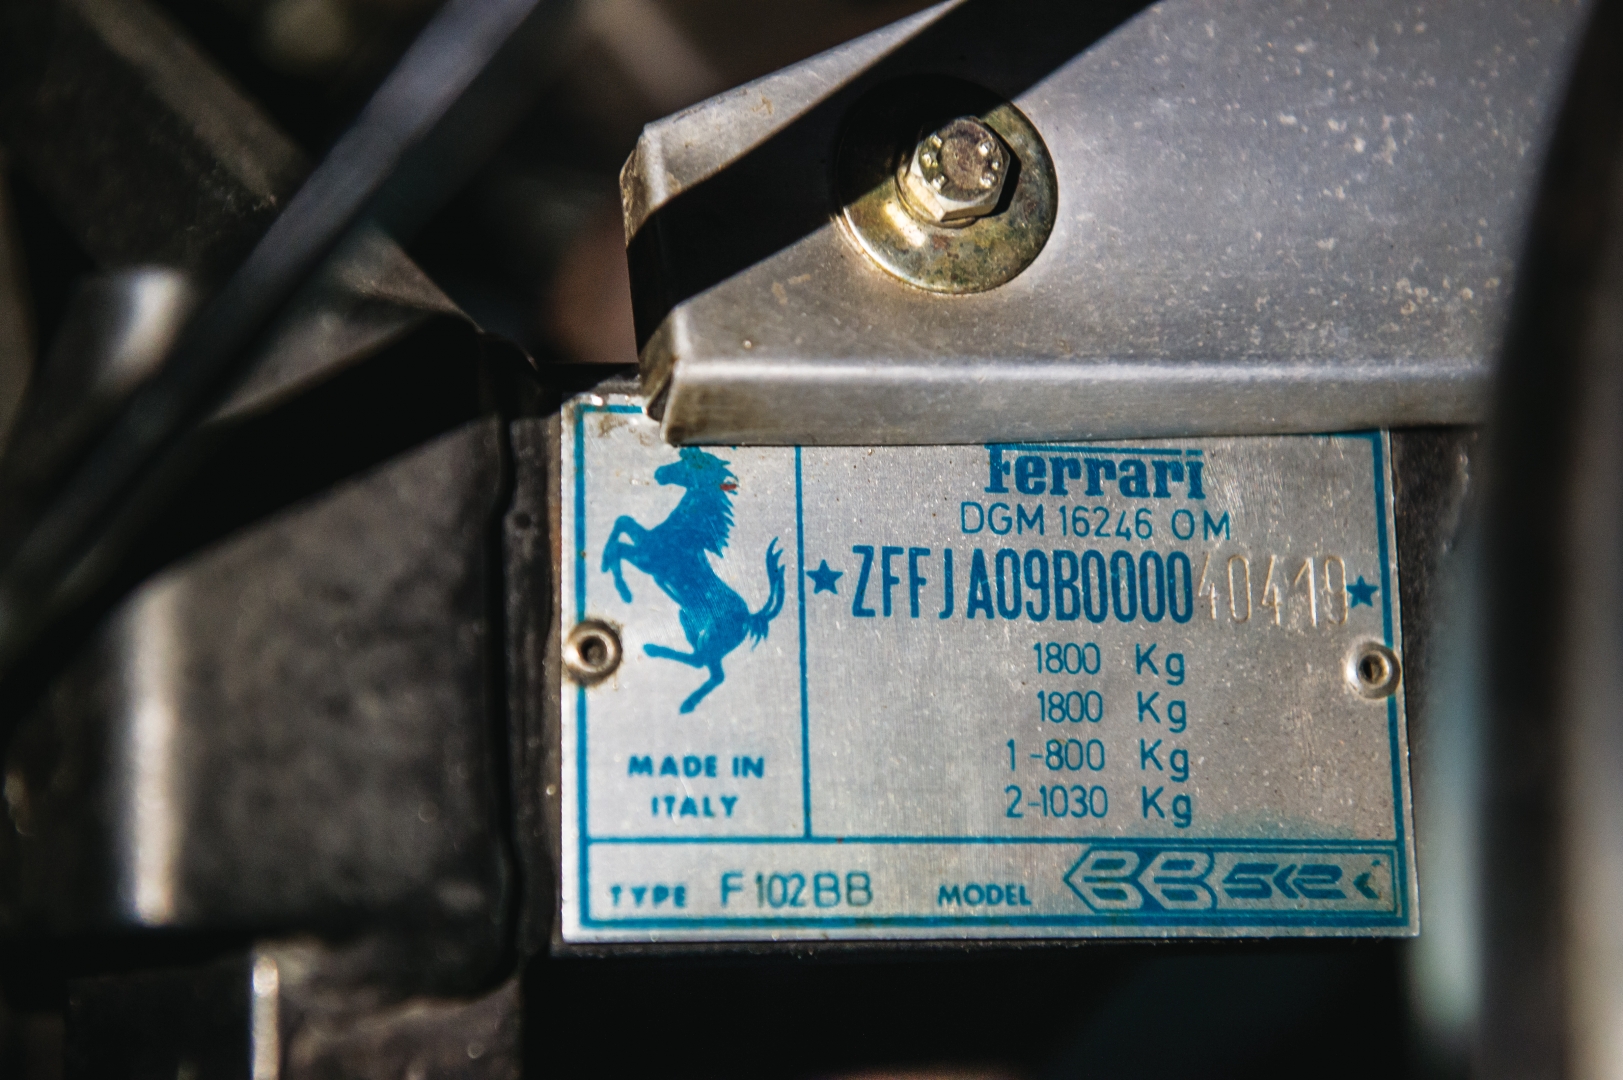 Ferrari
DGM 16246 OM
★ZFFJA09B000040419★
1800 Kg
1800 Kg
1-800 Kg
2-1030 Kg
MADE IN
ITALY
TYPE F102BB MODEL BB512i